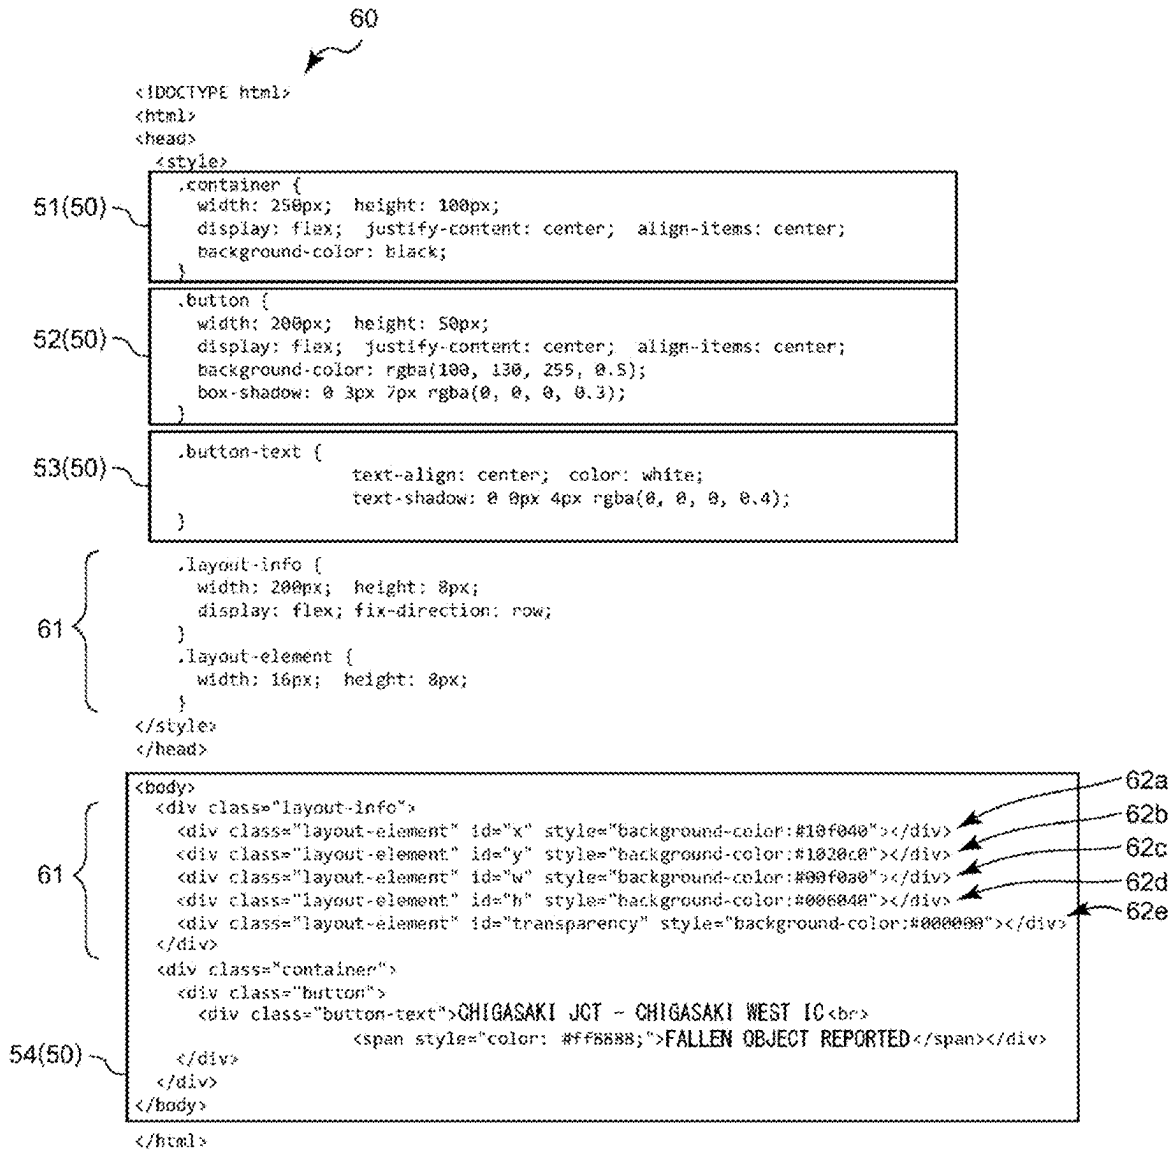 60
<!DOCTYPE html>
<html>
<head>
<style>
51(50)
.container {
width: 250px; height: 100px;
display: flex; justify-content: center; align-items: center;
background-color: black;
}
52(50)
.button {
width: 200px; height: 50px;
display: flex; justify-content: center; align-items: center;
background-color: rgba(100, 130, 255, 0.5);
box-shadow: 0 3px 7px rgba(0, 0, 0, 0.3);
}
53(50)
.button-text {
text-align: center; color: white;
text-shadow: 0 0px 4px rgba(0, 0, 0, 0.4);
}
61
.layout-info {
width: 200px; height: 8px;
display: flex; fix-direction: row;
}
.layout-element {
width: 16px; height: 8px;
}
</style>
</head>
<body>
61
<div class="layout-info">
<div class="layout-element" id="x" style="background-color:#10f040"></div> 62a
<div class="layout-element" id="y" style="background-color:#1020c0"></div> 62b
<div class="layout-element" id="w" style="background-color:#00f0a0"></div> 62c
<div class="layout-element" id="h" style="background-color:#006040"></div> 62d
<div class="layout-element" id="transparency" style="background-color:#000000"></div> 62e
</div>
<div class="container">
<div class="button">
<div class="button-text">CHIGASAKI JCT - CHIGASAKI WEST IC<br>
<span style="color: #ff8888;">FALLEN OBJECT REPORTED</span></div>
54(50)
</div>
</div>
</body>
</html>